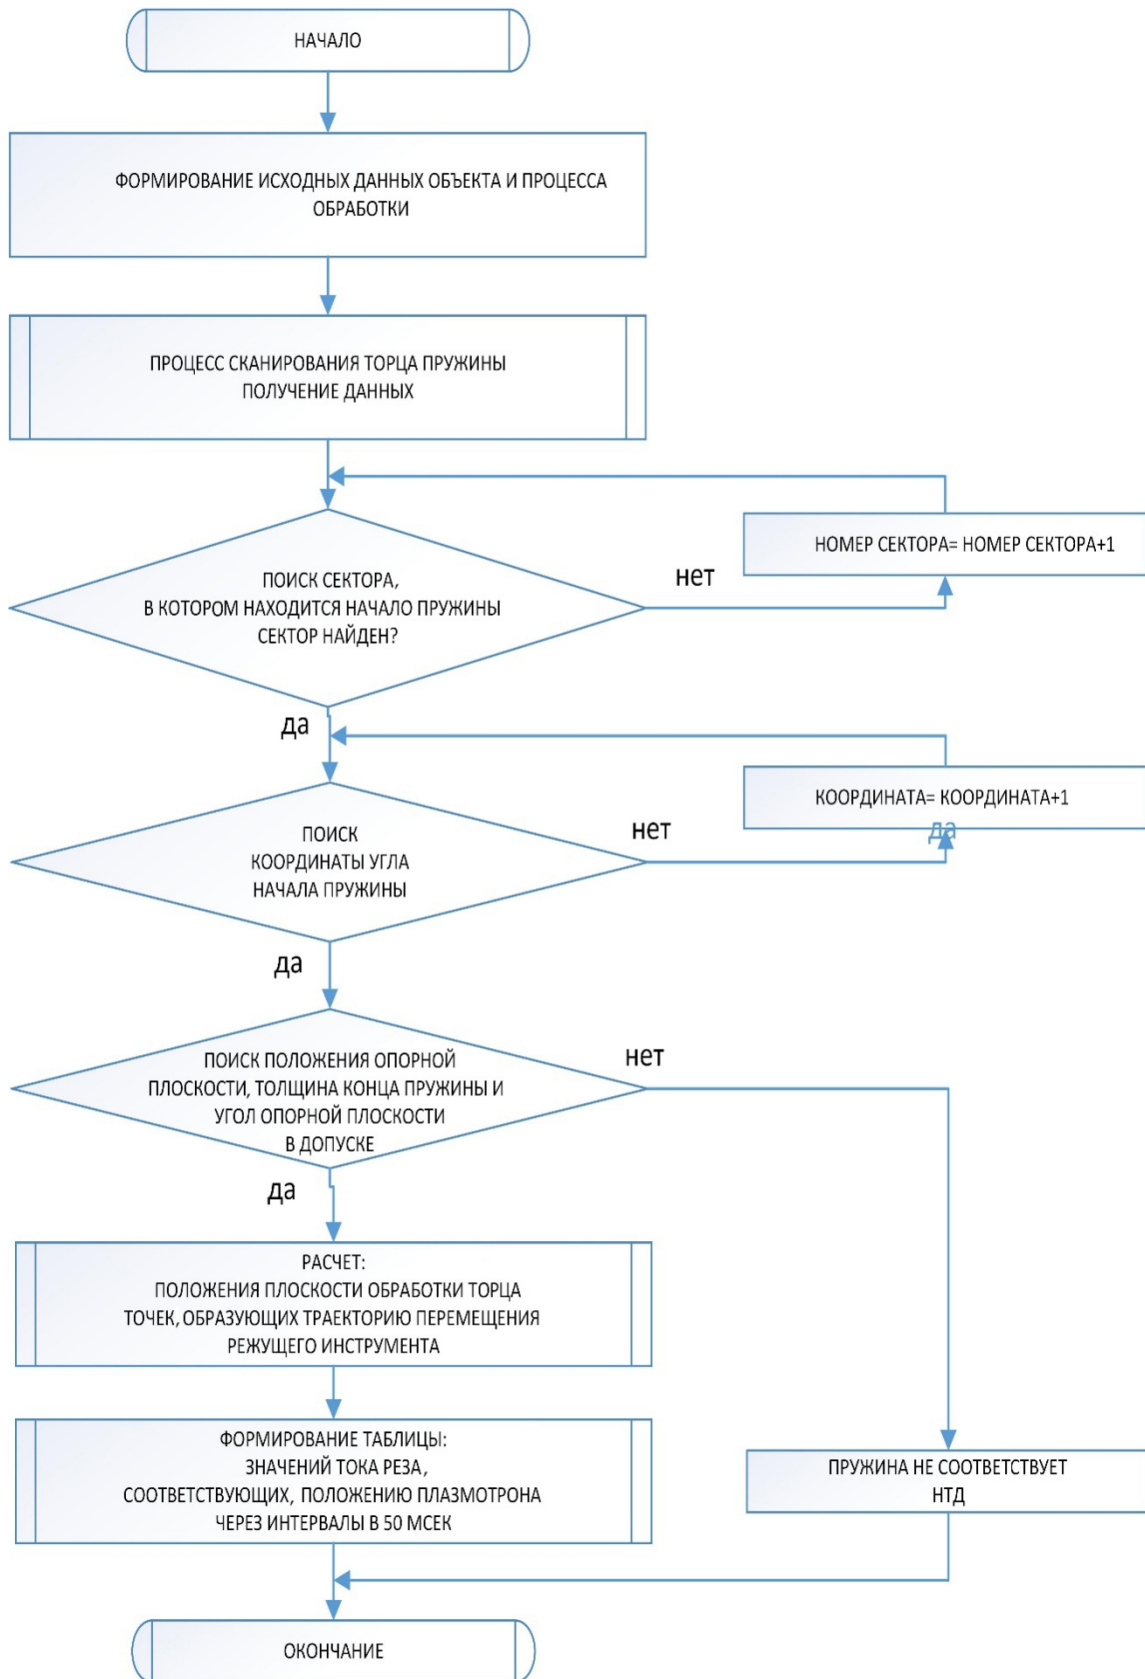 НАЧАЛО
ФОРМИРОВАНИЕ ИСХОДНЫХ ДАННЫХ ОБЪЕКТА И ПРОЦЕССА
ОБРАБОТКИ
ПРОЦЕСС СКАНИРОВАНИЯ ТОРЦА ПРУЖИНЫ
ПОЛУЧЕНИЕ ДАННЫХ
НОМЕР СЕКТОРА= НОМЕР СЕКТОРА+1
ПОИСК СЕКТОРА,
В КОТОРОМ НАХОДИТСЯ НАЧАЛО ПРУЖИНЫ
СЕКТОР НАЙДЕН?
нет
да
КООРДИНАТА= КООРДИНАТА+1
да
ПОИСК
КООРДИНАТЫ УГЛА
НАЧАЛА ПРУЖИНЫ
нет
да
ПОИСК ПОЛОЖЕНИЯ ОПОРНОЙ
ПЛОСКОСТИ, ТОЛЩИНА КОНЦА ПРУЖИНЫ И
УГОЛ ОПОРНОЙ ПЛОСКОСТИ
В ДОПУСКЕ
нет
да
РАСЧЕТ:
ПОЛОЖЕНИЯ ПЛОСКОСТИ ОБРАБОТКИ ТОРЦА
ТОЧЕК, ОБРАЗУЮЩИХ ТРАЕКТОРИЮ ПЕРЕМЕЩЕНИЯ
РЕЖУЩЕГО ИНСТРУМЕНТА
ФОРМИРОВАНИЕ ТАБЛИЦЫ:
ЗНАЧЕНИЙ ТОКА РЕЗА,
СООТВЕТСТВУЮЩИХ, ПОЛОЖЕНИЮ ПЛАЗМОТРОНА
ЧЕРЕЗ ИНТЕРВАЛЫ В 50 МСЕК
ПРУЖИНА НЕ СООТВЕТСТВУЕТ
НТД
ОКОНЧАНИЕ